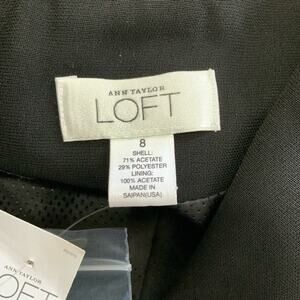 ANN TAYLOR
LOFT
8
SHELL:
71% ACETATE
29% POLYESTER
LINING:
100% ACETATE
MADE IN
SAIPAN(USA)
ANN TAYLOR
LOFT